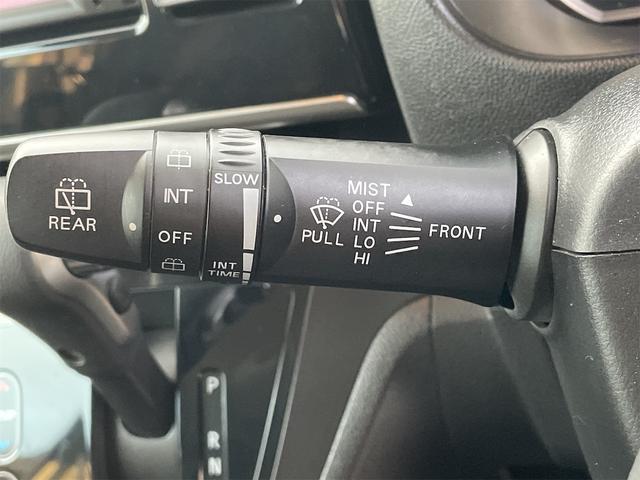 REAR
INT
OFF
SLOW
INT
TIME
PULL
MIST
OFF
INT
LO
HI
FRONT
P
R
N